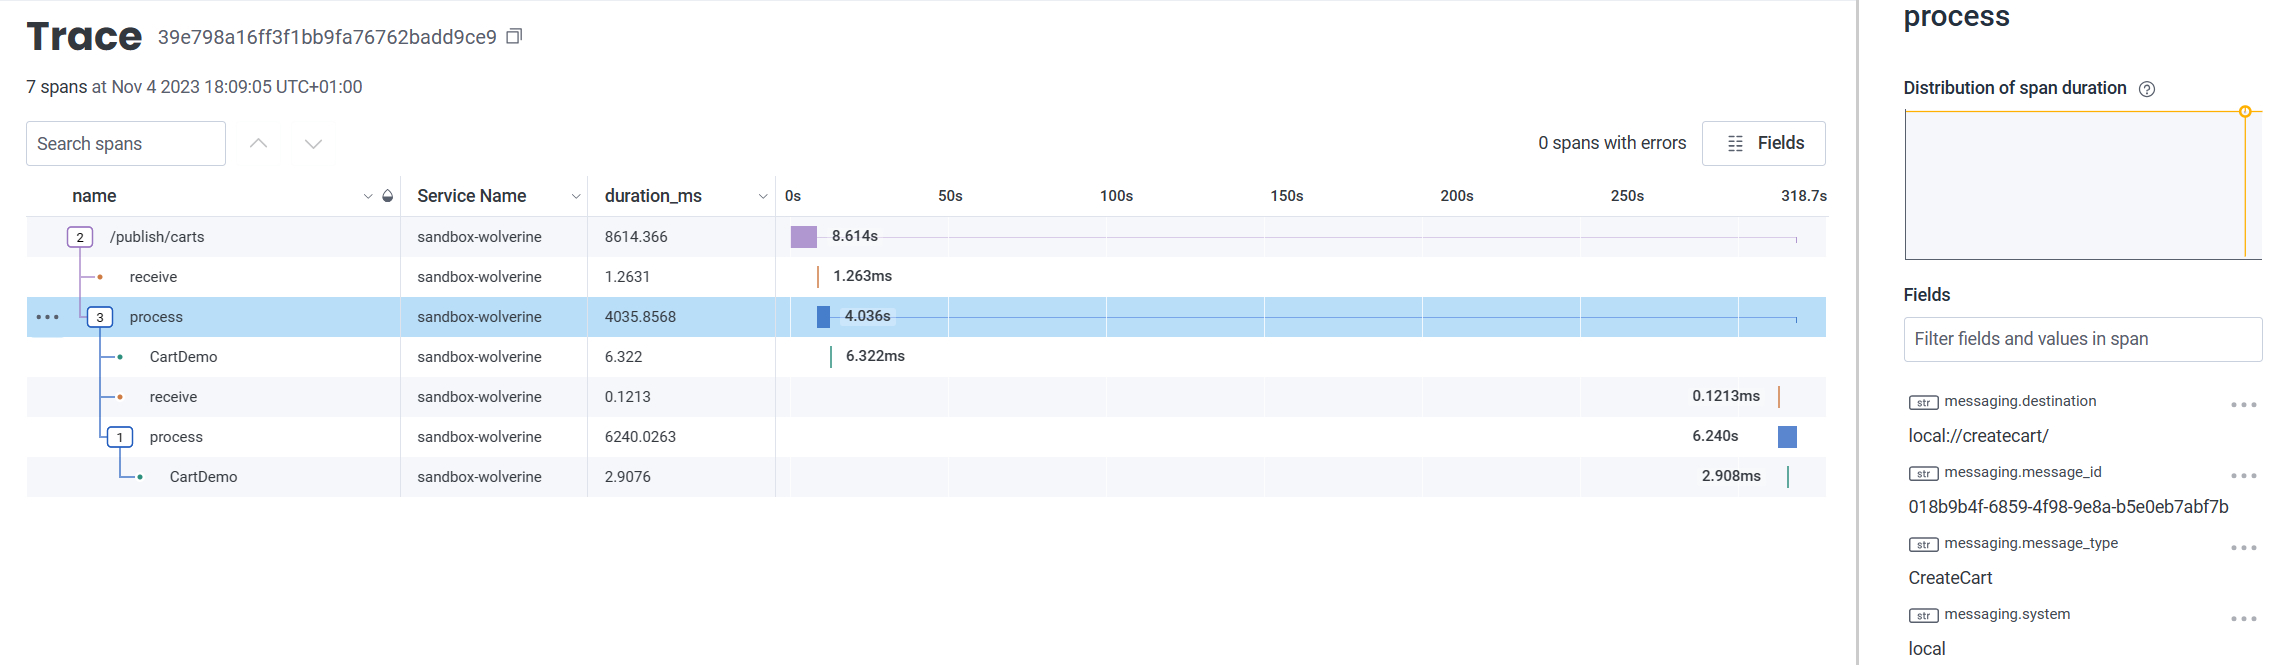 Trace 39e798a16ff3f1bb9fa76762badd9ce9
7 spans at Nov 4 2023 18:09:05 UTC+01:00
Search spans
0 spans with errors
Fields
name Service Name duration_ms 0s 50s 100s 150s 200s 250s 318.7s
2 /publish/carts sandbox-wolverine 8614.366 8.614s
receive sandbox-wolverine 1.2631 1.263ms
3 process sandbox-wolverine 4035.8568 4.036s
CartDemo sandbox-wolverine 6.322 6.322ms
receive sandbox-wolverine 0.1213 0.1213ms
1 process sandbox-wolverine 6240.0263 6.240s
CartDemo sandbox-wolverine 2.9076 2.908ms
process
Distribution of span duration ?
Fields
Filter fields and values in span
str messaging.destination
local://createcart/
str messaging.message_id
018b9b4f-6859-4f98-9e8a-b5e0eb7abf7b
str messaging.message_type
CreateCart
str messaging.system
local